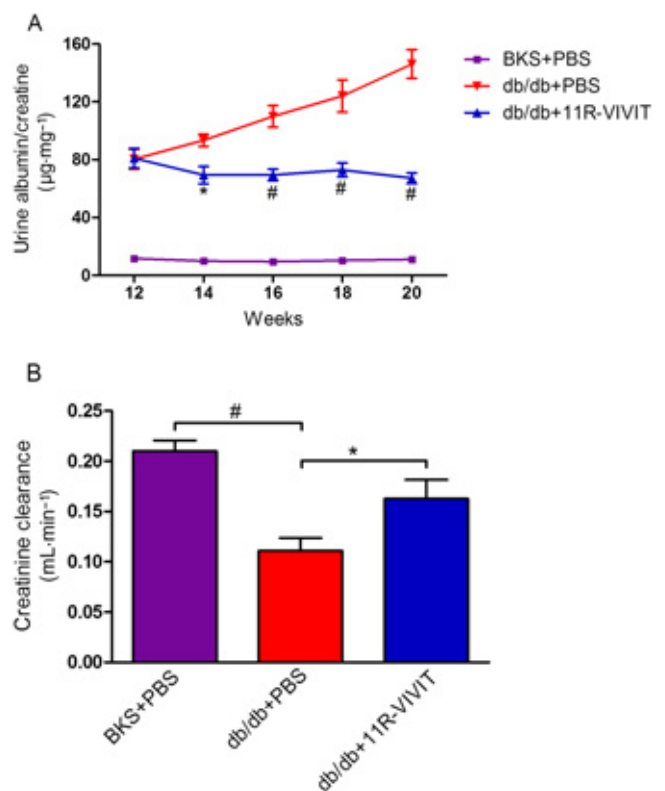 A
Urine albumin/creatine
(µg·mg⁻¹)
160
120
80
40
0
*
#
#
#
12
14
16
18
20
Weeks
BKS+PBS
db/db+PBS
db/db+11R-VIVIT
B
Creatinine clearance
(mL·min⁻¹)
0.25
0.20
0.15
0.10
0.05
0.00
#
*
BKS+PBS
db/db+PBS
db/db+11R-VIVIT